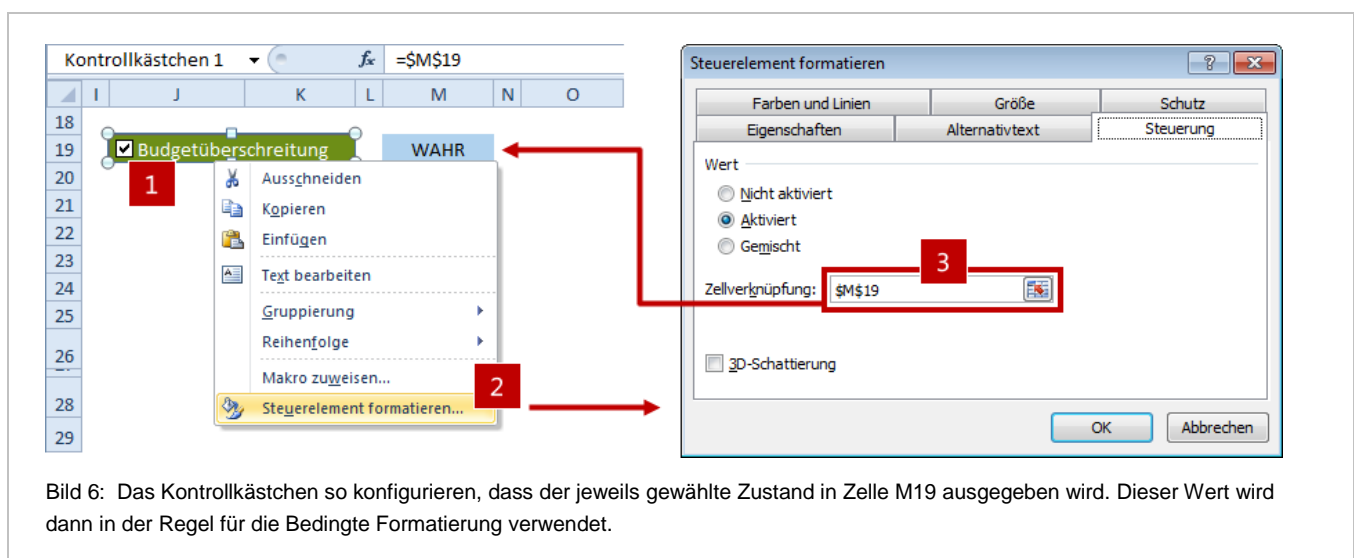 Kontrollkästchen 1
fx
=$M$19
I J K L M N O
18
19
Budgetüberschreitung
WAHR
20
1
Ausschneiden
21
Kopieren
22
Einfügen
23
24
Text bearbeiten
25
Gruppierung
Reihenfolge
26
Makro zuweisen...
2
28
Steuerelement formatieren...
29
Steuerelement formatieren
Farben und Linien
Größe
Schutz
Eigenschaften
Alternativtext
Steuerung
Wert
Nicht aktiviert
Aktiviert
Gemischt
3
Zellverknüpfung:
$M$19
3D-Schattierung
OK
Abbrechen
Bild 6: Das Kontrollkästchen so konfigurieren, dass der jeweils gewählte Zustand in Zelle M19 ausgegeben wird. Dieser Wert wird
dann in der Regel für die Bedingte Formatierung verwendet.